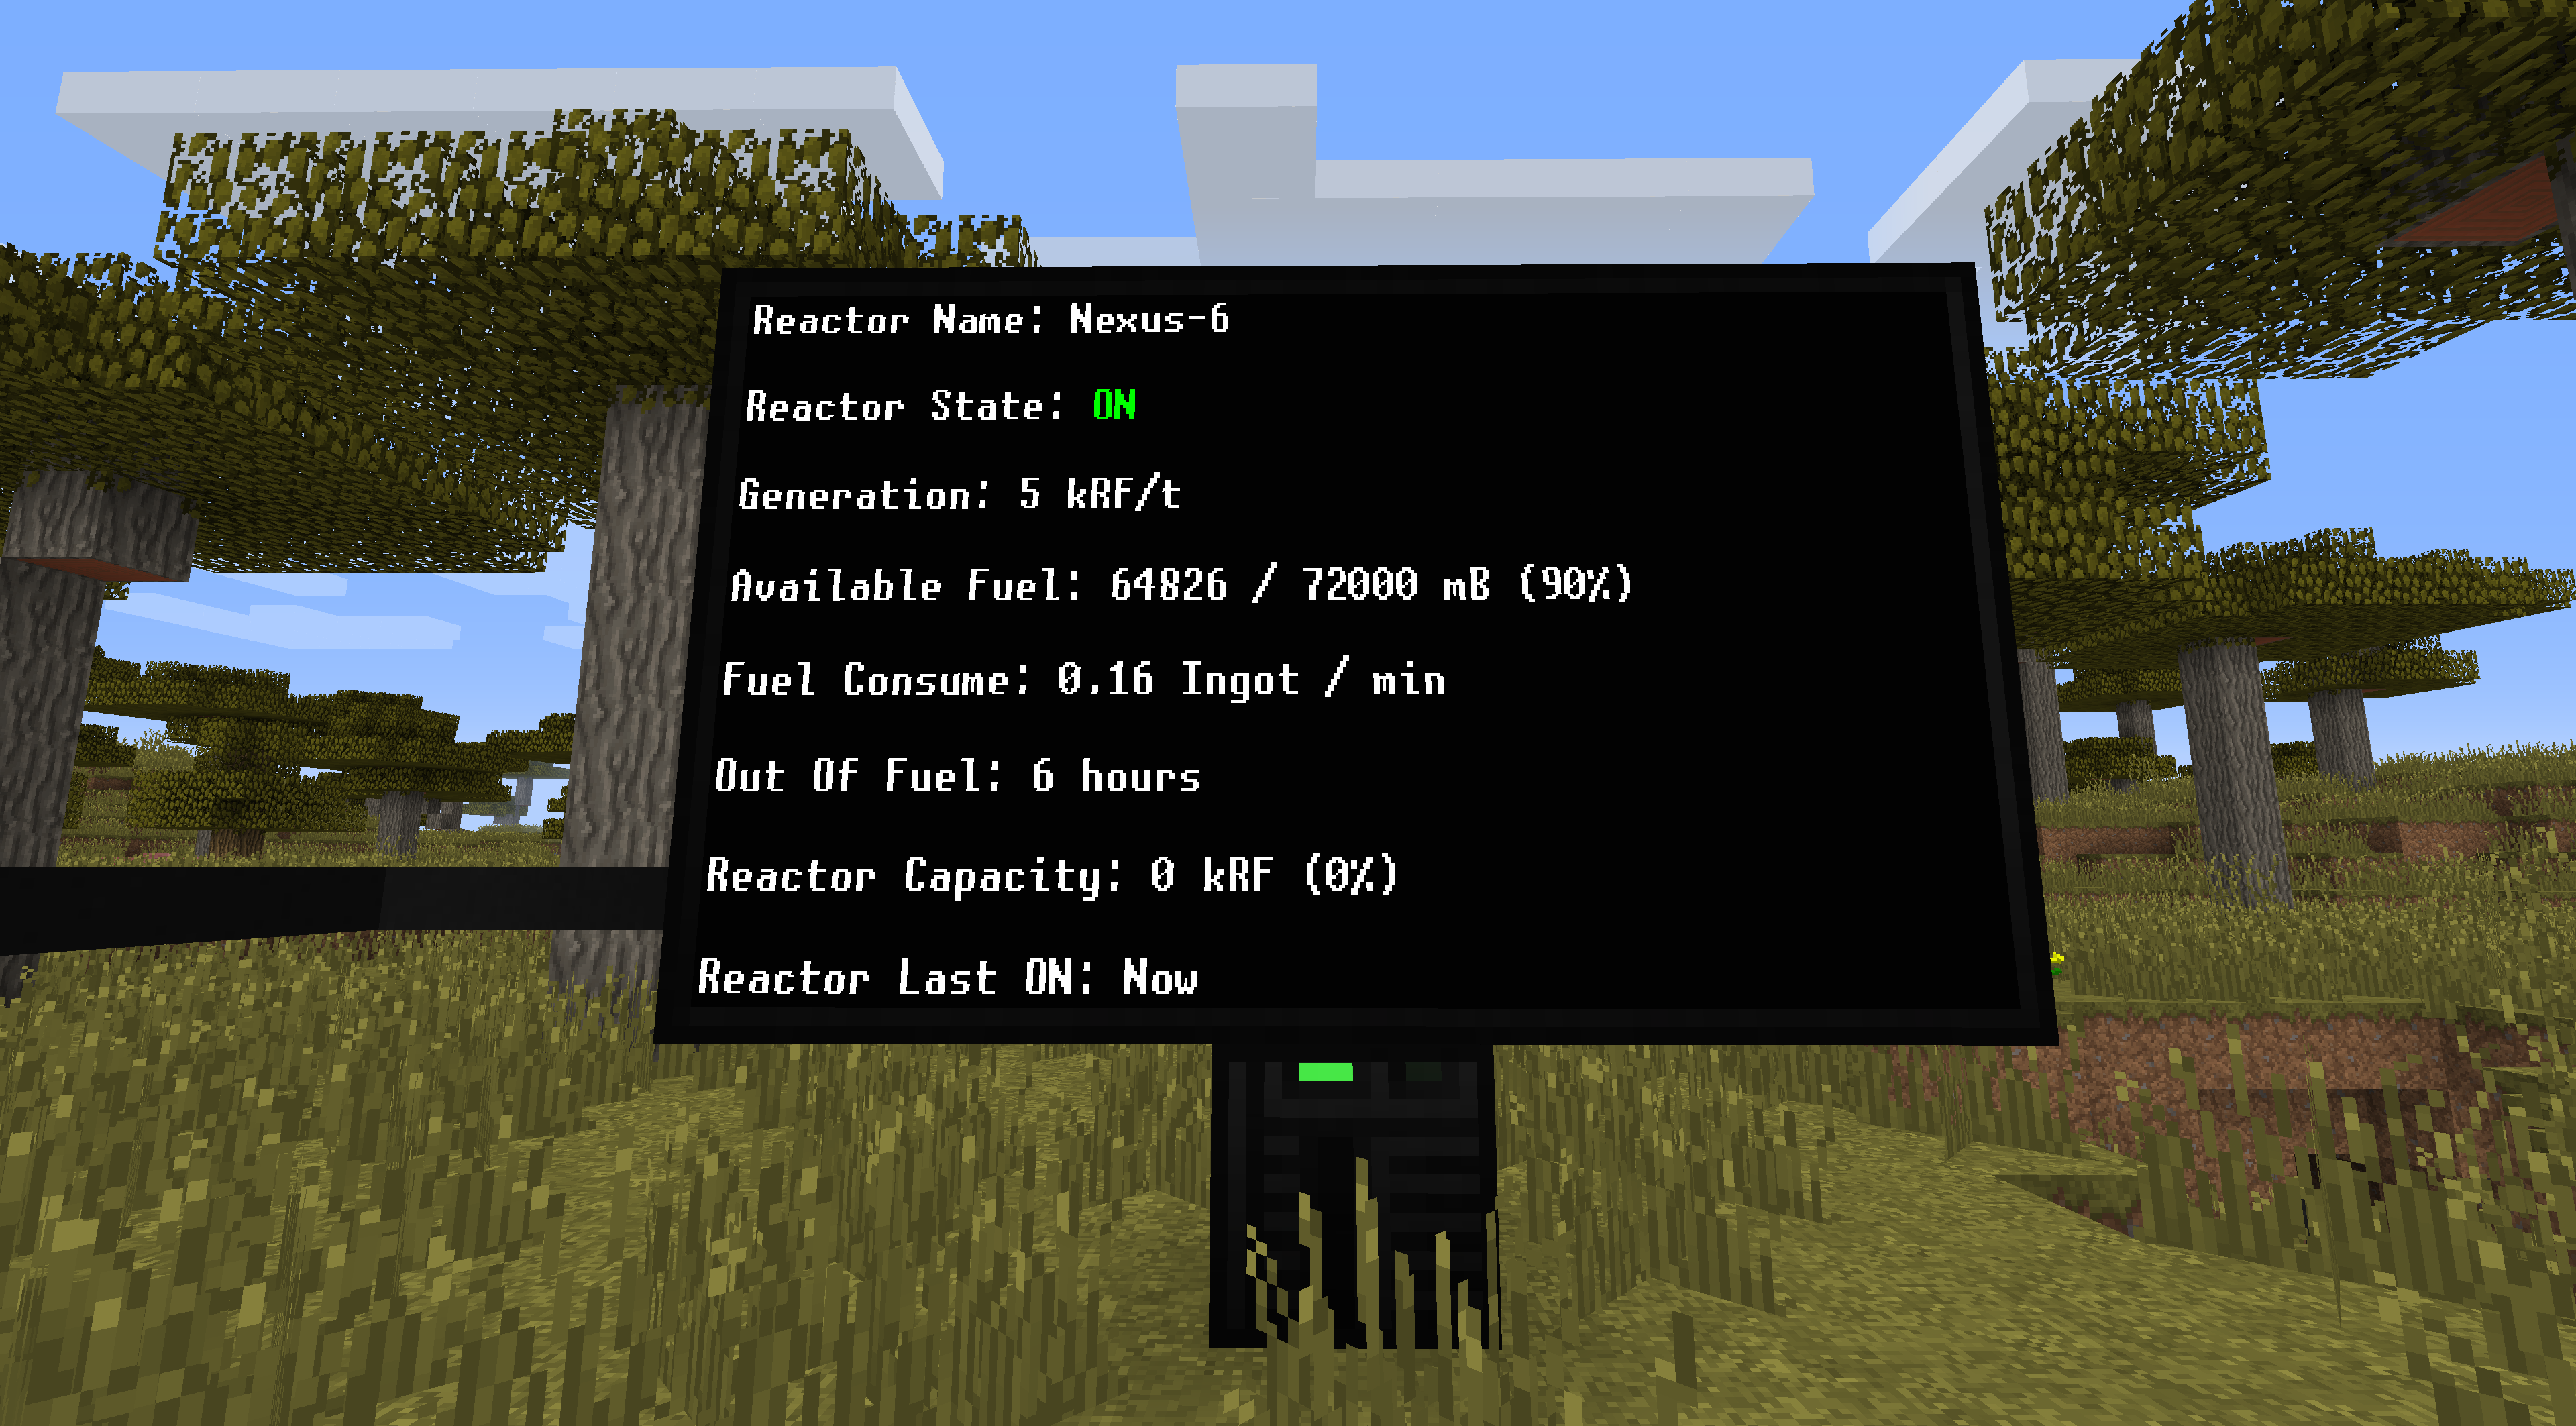 Reactor Name: Nexus-6
Reactor State: ON
Generation: 5 kRF/t
Available Fuel: 64826 / 72000 mB (90%)
Fuel Consume: 0.16 Ingot / min
Out Of Fuel: 6 hours
Reactor Capacity: 0 kRF (0%)
Reactor Last ON: Now